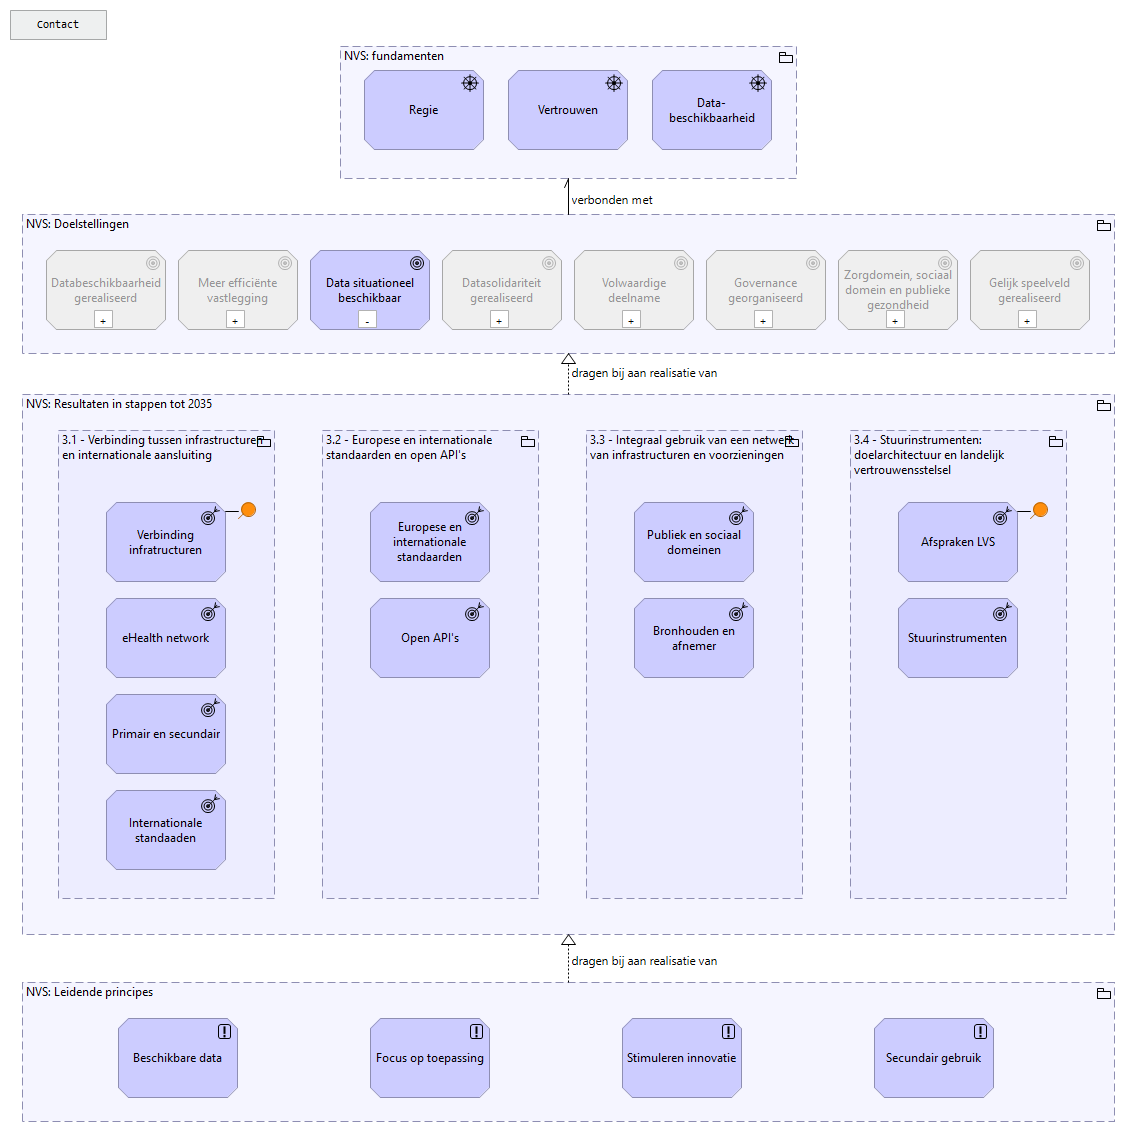 Contact
NVS: fundamenten
Regie
Vertrouwen
Data-
beschikbaarheid
verbonden met
NVS: Doelstellingen
Databeschikbaarheid
gerealiseerd
+
Meer efficiënte
vastlegging
+
Data situationeel
beschikbaar
-
Datasolidariteit
gerealiseerd
+
Volwaardige
deelname
+
Governance
georganiseerd
+
Zorgdomein, sociaal
domein en publieke
gezondheid
+
Gelijk speelveld
gerealiseerd
+
dragen bij aan realisatie van
NVS: Resultaten in stappen tot 2035
3.1 - Verbinding tussen infrastructuren
en internationale aansluiting
Verbinding
infratructuren
eHealth network
Primair en secundair
Internationale
standaaden
3.2 - Europese en internationale
standaarden en open API's
Europese en
internationale
standaarden
Open API's
3.3 - Integraal gebruik van een netwerk
van infrastructuren en voorzieningen
Publiek en sociaal
domeinen
Bronhouden en
afnemer
3.4 - Stuurinstrumenten:
doelarchitectuur en landelijk
vertrouwensstelsel
Afspraken LVS
Stuurinstrumenten
dragen bij aan realisatie van
NVS: Leidende principes
Beschikbare data
Focus op toepassing
Stimuleren innovatie
Secundair gebruik